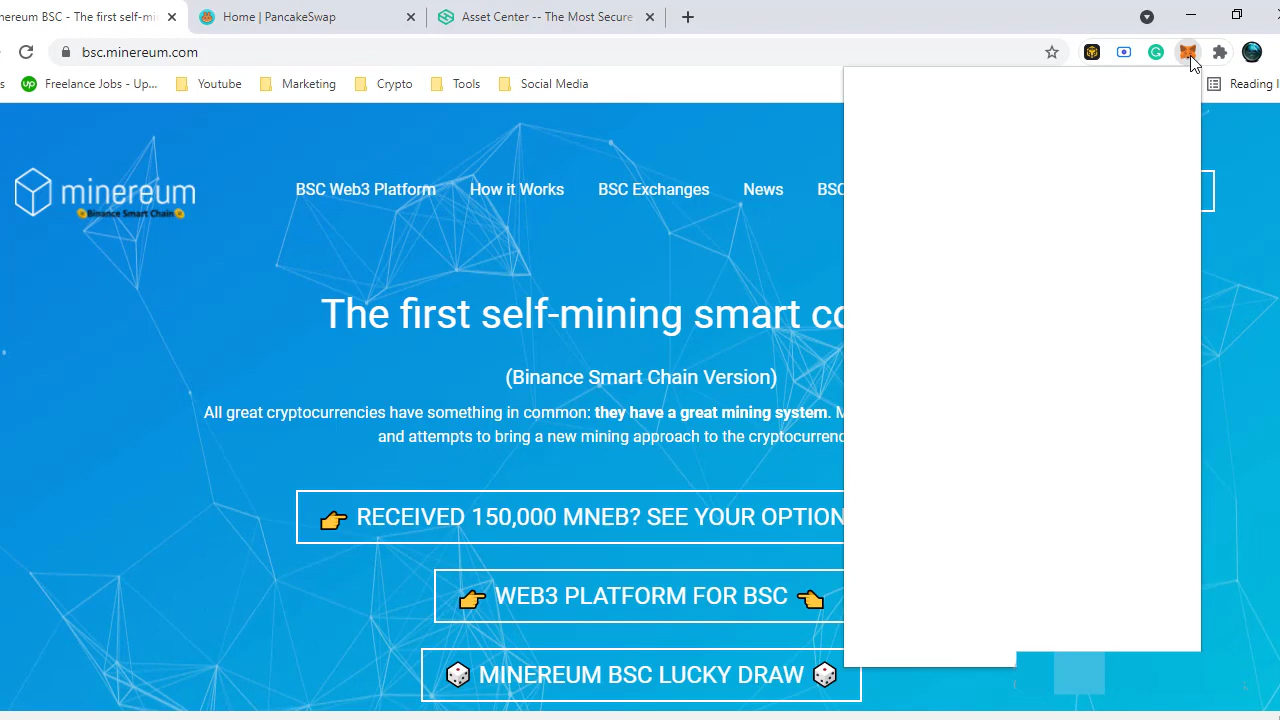 nereum BSC - The first self-mi
Home | PancakeSwap
Asset Center -- The Most Secure
bsc.minereum.com
s
up
Freelance Jobs - Up...
Youtube
Marketing
Crypto
Tools
Social Media
Reading l
minereum
Binance Smart Chain
BSC Web3 Platform
How it Works
BSC Exchanges
News
BSC
The first self-mining smart co
(Binance Smart Chain Version)
All great cryptocurrencies have something in common: they have a great mining system. M
and attempts to bring a new mining approach to the cryptocurrenc
RECEIVED 150,000 MNEB? SEE YOUR OPTION
WEB3 PLATFORM FOR BSC
MINEREUM BSC LUCKY DRAW